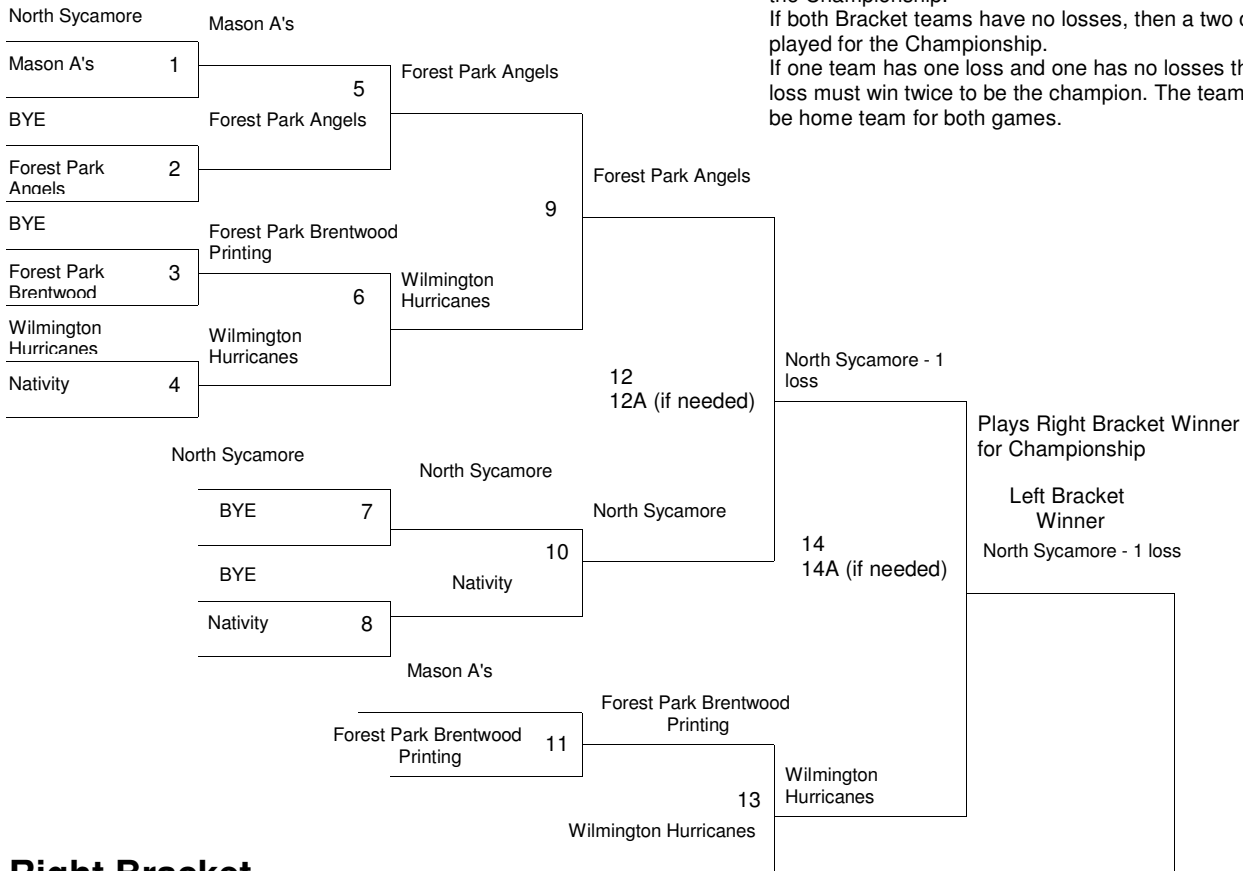 the Championship.
If both Bracket teams have no losses, then a two
played for the Championship.
If one team has one loss and one has no losses
loss must win twice to be the champion. The team
be home team for both games.
North Sycamore
Mason A's 1
BYE
Forest Park 2
Angels
BYE
Forest Park 3
Brentwood
Wilmington
Hurricanes
Nativity 4
Mason A's
5
Forest Park Angels
Forest Park Brentwood
Printing
6
Wilmington
Hurricanes
Forest Park Angels
9
Wilmington
Hurricanes
Forest Park Angels
12
12A (if needed)
North Sycamore - 1
loss
North Sycamore
BYE 7
BYE
Nativity 8
North Sycamore
10
Nativity
North Sycamore
14
14A (if needed)
Plays Right Bracket Winner
for Championship
Left Bracket
Winner
North Sycamore - 1 loss
Mason A's
Forest Park Brentwood 11
Printing
Forest Park Brentwood
Printing
13
Wilmington Hurricanes
Wilmington
Hurricanes
Right Bracket